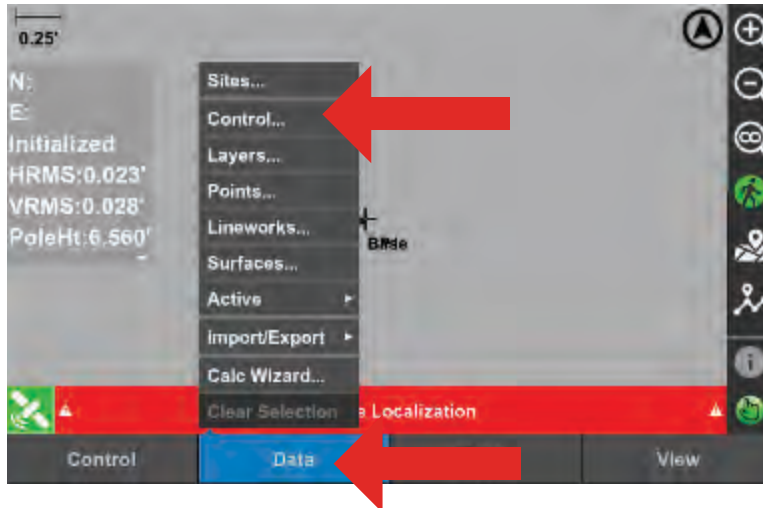 0.25'
N:
E:
Initialized
HRMS:0.023'
VRMS:0.028'
PoleHt:6.560'
Sites...
Control...
Layers...
Points...
Lineworks...
Surfaces...
Active
Import/Export
Calc Wizard...
Clear Selection
Localization
Control
Data
View